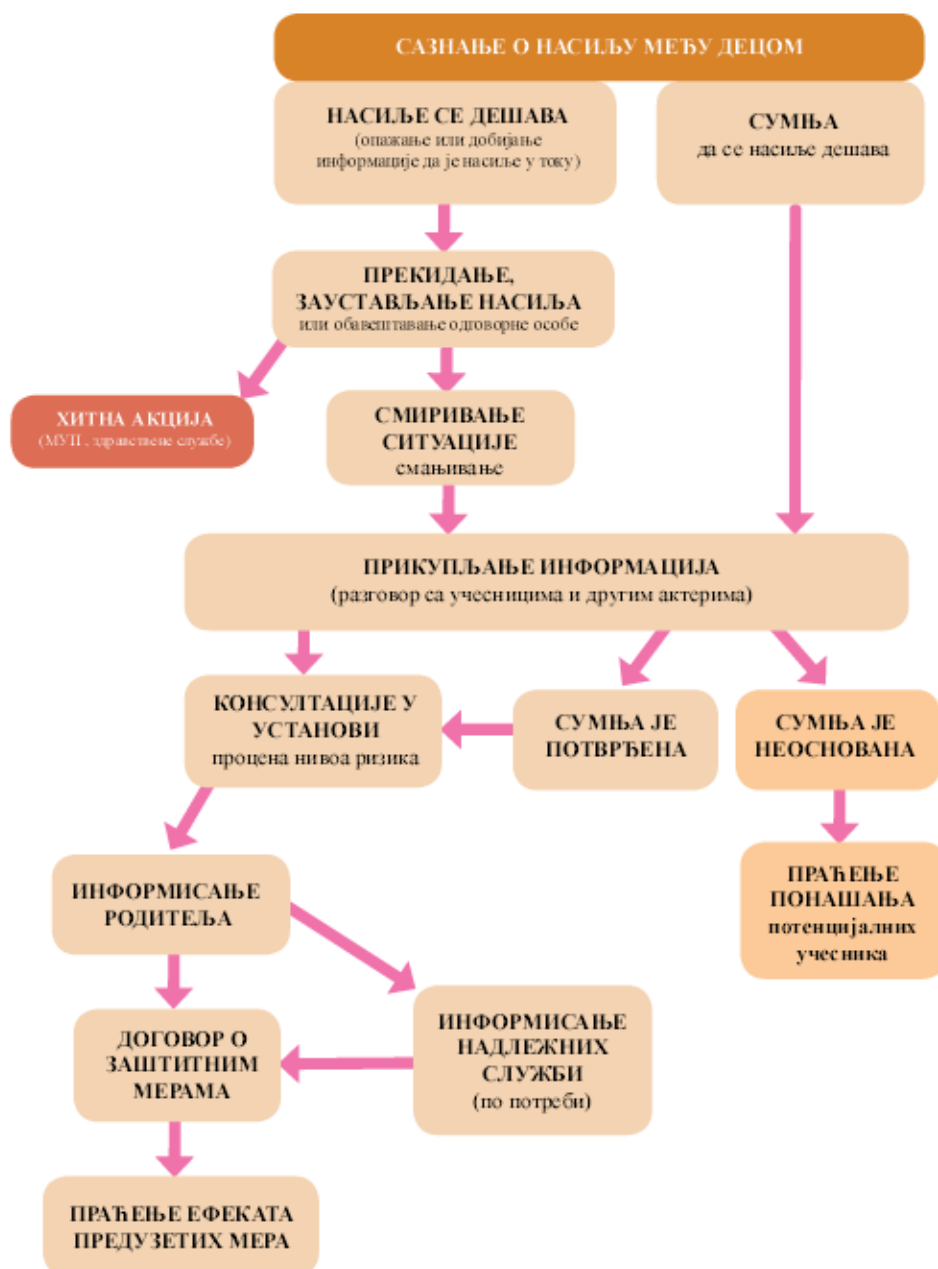 САЗНАЊЕ О НАСИЉУ МЕЂУ ДЕЦОМ
НАСИЉЕ СЕ ДЕШАВА
(опажање или добијање
информације да је насиље у току)
СУМЊА
да се насиље дешава
ПРЕКИДАЊЕ,
ЗАУСТАВЉАЊЕ НАСИЉА
или обавештавање одговорне особе
ХИТНА АКЦИЈА
(МУП , здравствене службе)
СМИРИВАЊЕ
СИТУАЦИЈЕ
смањивање
ПРИКУПЉАЊЕ ИНФОРМАЦИЈА
(разговор са учесницима и другим актерима)
КОНСУЛТАЦИЈЕ У
УСТАНОВИ
процена нивоа ризика
СУМЊА ЈЕ
ПОТВРЂЕНА
СУМЊА ЈЕ
НЕОСНОВАНА
ПРАЋЕЊЕ
ПОНАШАЊА
потенцијалних
учесника
ИНФОРМИСАЊЕ
РОДИТЕЉА
ДОГОВОР О
ЗАШТИТНИМ
МЕРАМА
ИНФОРМИСАЊЕ
НАДЛЕЖНИХ
СЛУЖБИ
(по потреби)
ПРАЋЕЊЕ ЕФЕКАТА
ПРЕДУЗЕТИХ МЕРА